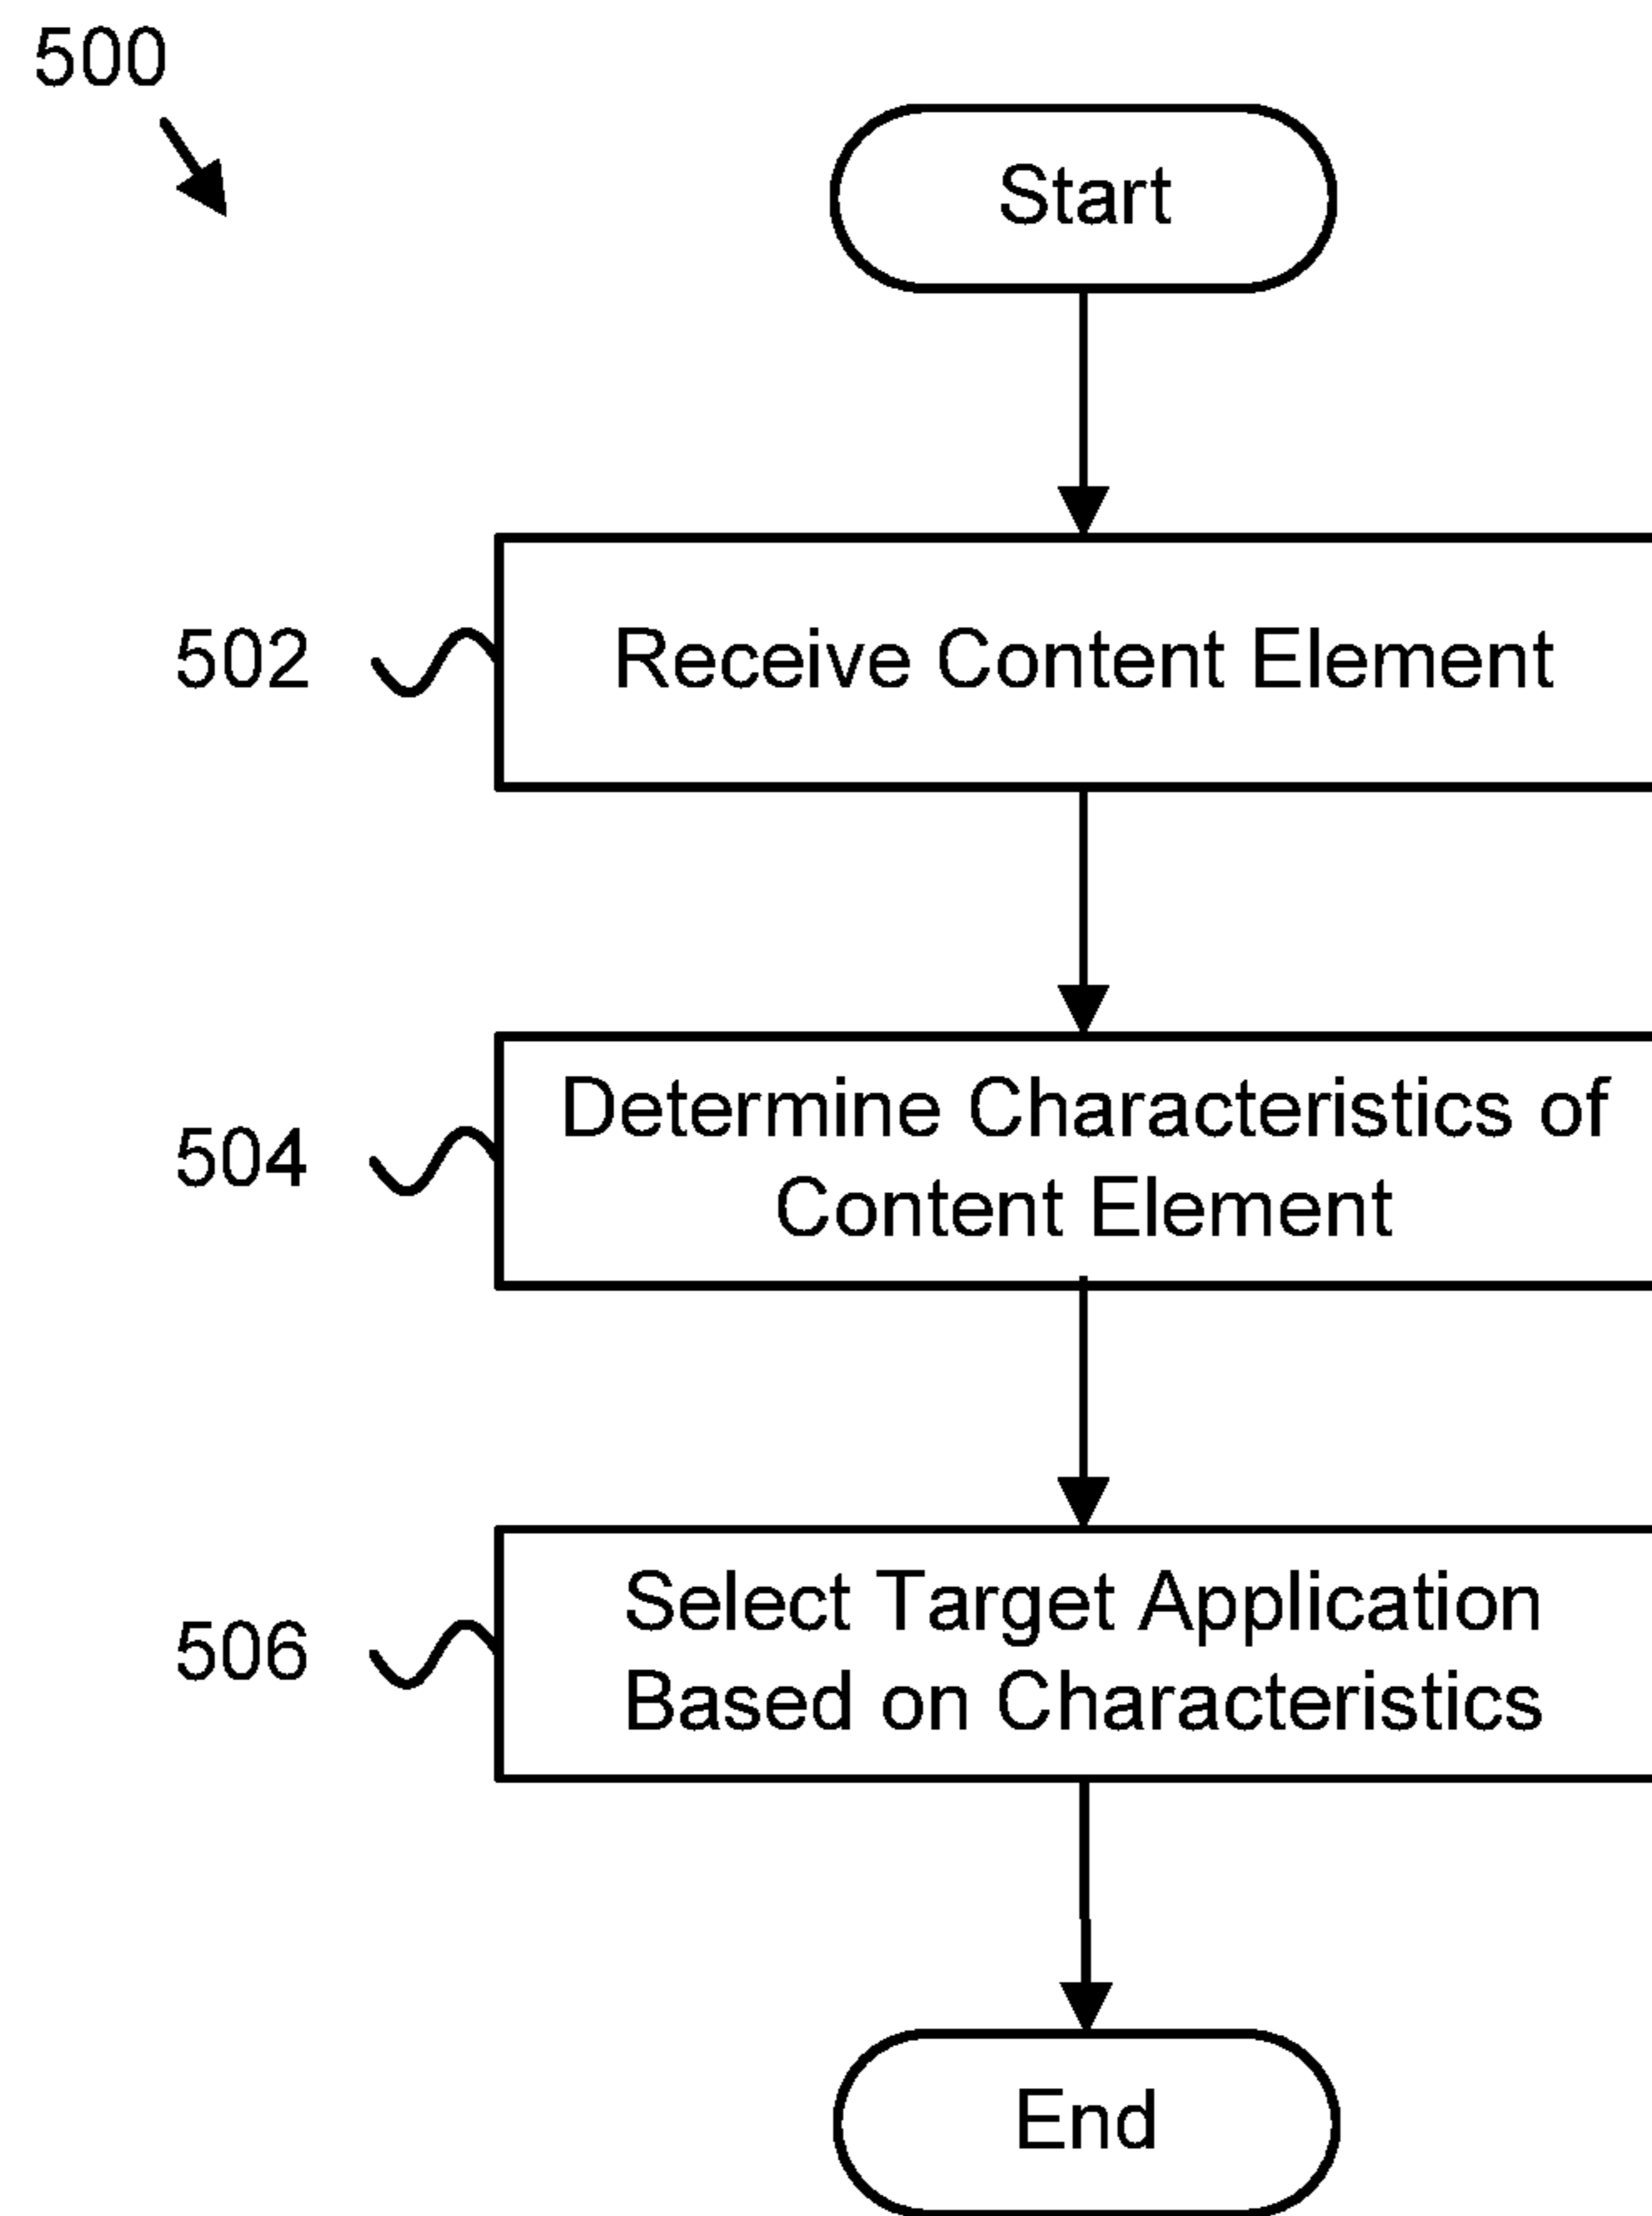 500
Start
502
Receive Content Element
504
Determine Characteristics of
Content Element
506
Select Target Application
Based on Characteristics
End